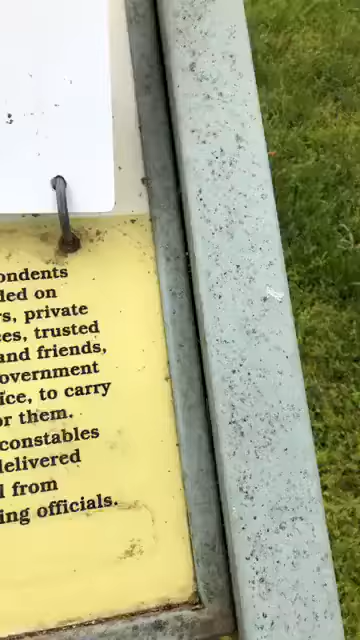 ondents
ded on
rs, private
ces, trusted
and friends,
overnment
fice, to carry
or them.
constables
delivered
l from
ing officials.